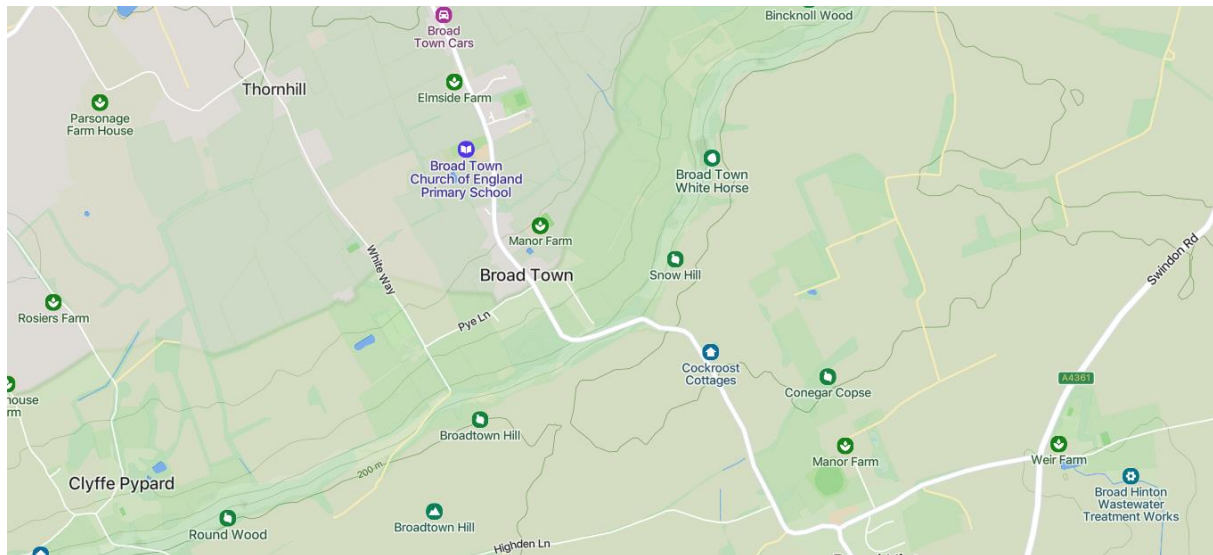 Bincknoll Wood
Broad
Town Cars
Thornhill
Elmside Farm
Parsonage
Farm House
Broad Town
Church of England
Primary School
Broad Town
White Horse
Manor Farm
White Way
Broad Town
Snow Hill
Swindon Rd
Rosiers Farm
Pye Ln
Cockroost
Cottages
A4361
Conegar Copse
house
rm
Broadtown Hill
Manor Farm
Weir Farm
200 m
Clyffe Pypard
Broad Hinton
Wastewater
Treatment Works
Broadtown Hill
Round Wood
Highden Ln